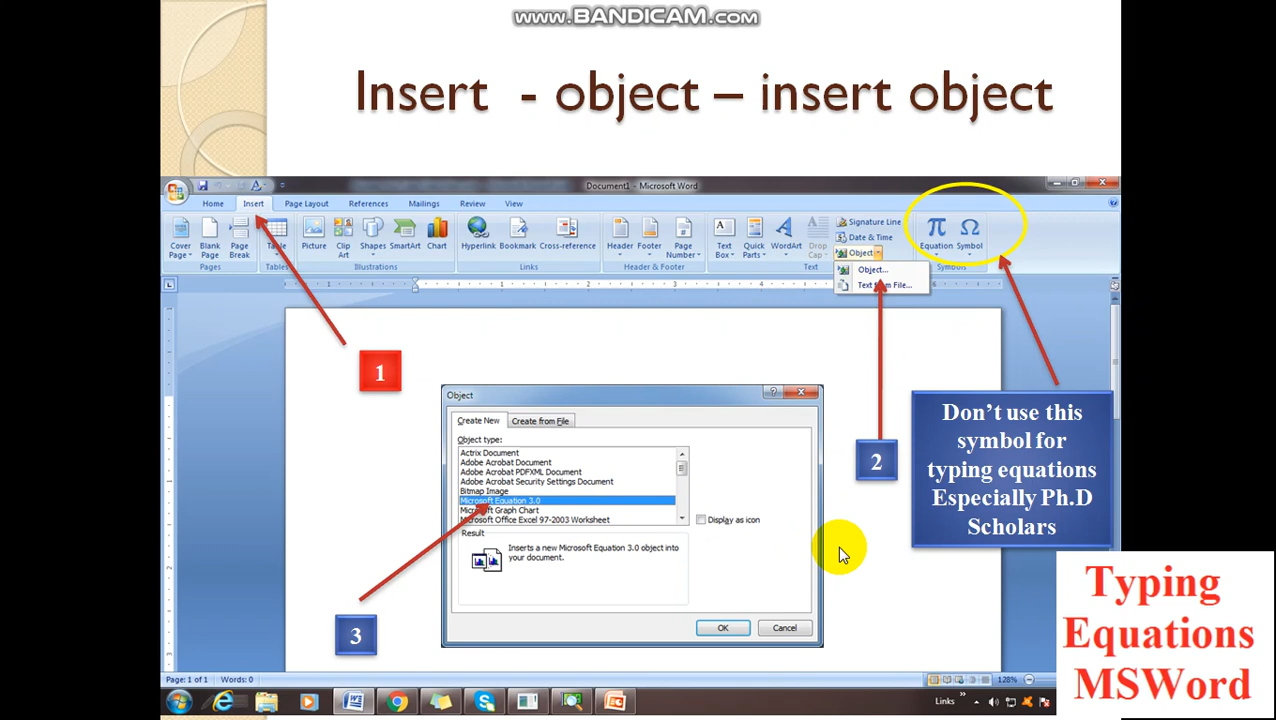 www.BANDICAM.com
Insert - object – insert object
Document1 - Microsoft Word
Home Insert Page Layout References Mailings Review View
Signature Line
Date & Time
Object
Cover Page
Blank Page
Page Break
Table
Picture
Clip Art
Shapes
SmartArt
Chart
Hyperlink
Bookmark
Cross-reference
Header
Footer
Page Number
Text Box
Quick Parts
WordArt
Drop Cap
Equation
Symbol
Pages
Tables
Illustrations
Links
Header & Footer
Text
Symbols
Object...
Text from File...
1
2
3
Object
Create New
Create from File
Object type:
Actrix Document
Adobe Acrobat Document
Adobe Acrobat PDFXML Document
Adobe Acrobat Security Settings Document
Bitmap Image
Microsoft Equation 3.0
Microsoft Graph Chart
Microsoft Office Excel 97-2003 Worksheet
Display as icon
Result
Inserts a new Microsoft Equation 3.0 object into
your document.
OK
Cancel
Don’t use this
symbol for
typing equations
Especially Ph.D
Scholars
Typing
Equations
MSWord
Page: 1 of 1
Words: 0
128%
Links